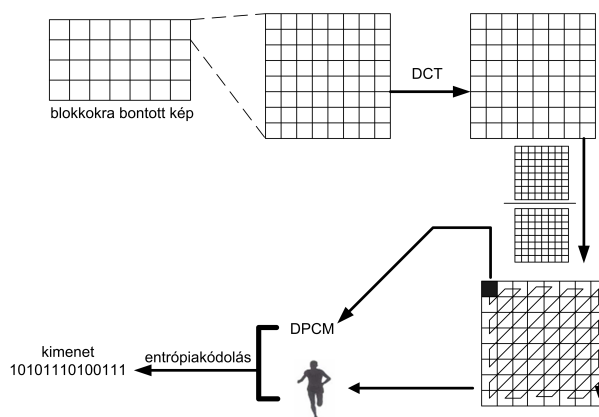 DCT
blokkokra bontott kép
DPCM
kimenet
entrópiakódolás
10101110100111